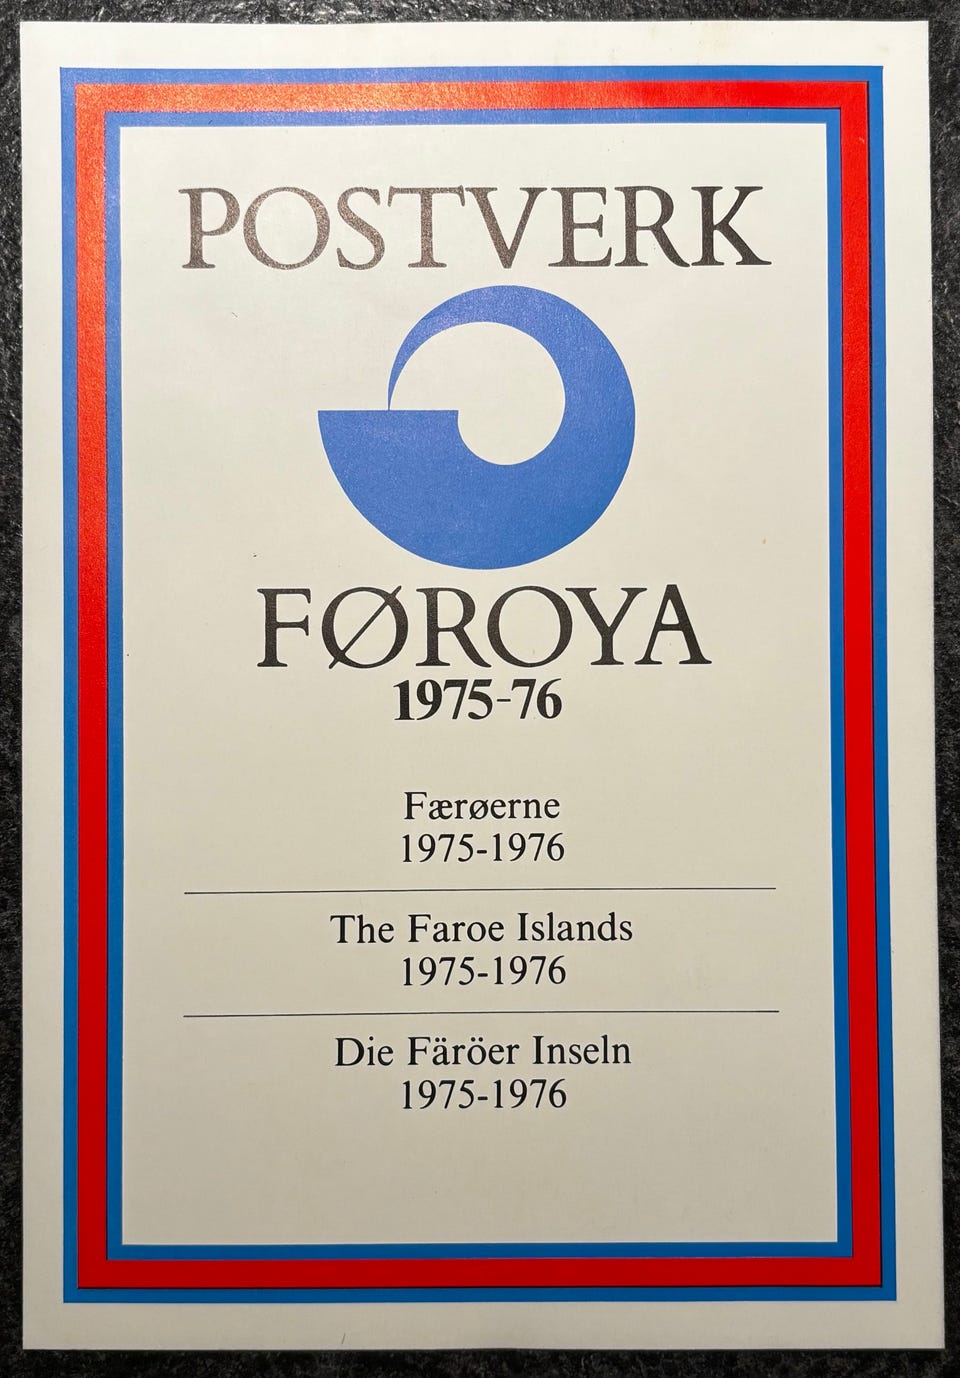 POSTVERK
FØROYA
1975-76
Færøerne
1975-1976
The Faroe Islands
1975-1976
Die Färöer Inseln
1975-1976